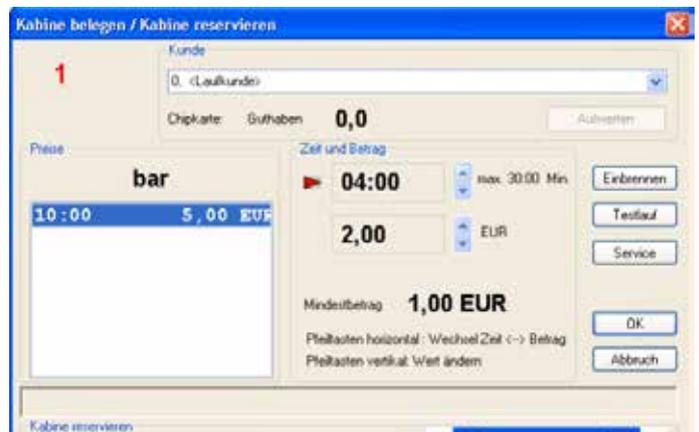 Kabine belegen / Kabine reservieren
1
Kunde
0, <Laufkunde>
Chipkarte: Guthaben 0,0
Aufwerten
Preise
bar
10:00 5,00 EUR
Zeit und Betrag
04:00 max. 30:00 Min
2,00 EUR
Mindestbetrag 1,00 EUR
Pfeiltasten horizontal : Wechsel Zeit <--> Betrag
Pfeiltasten vertikal: Wert ändern
Einbrennen
Testlauf
Service
OK
Abbruch
Kabine reservieren